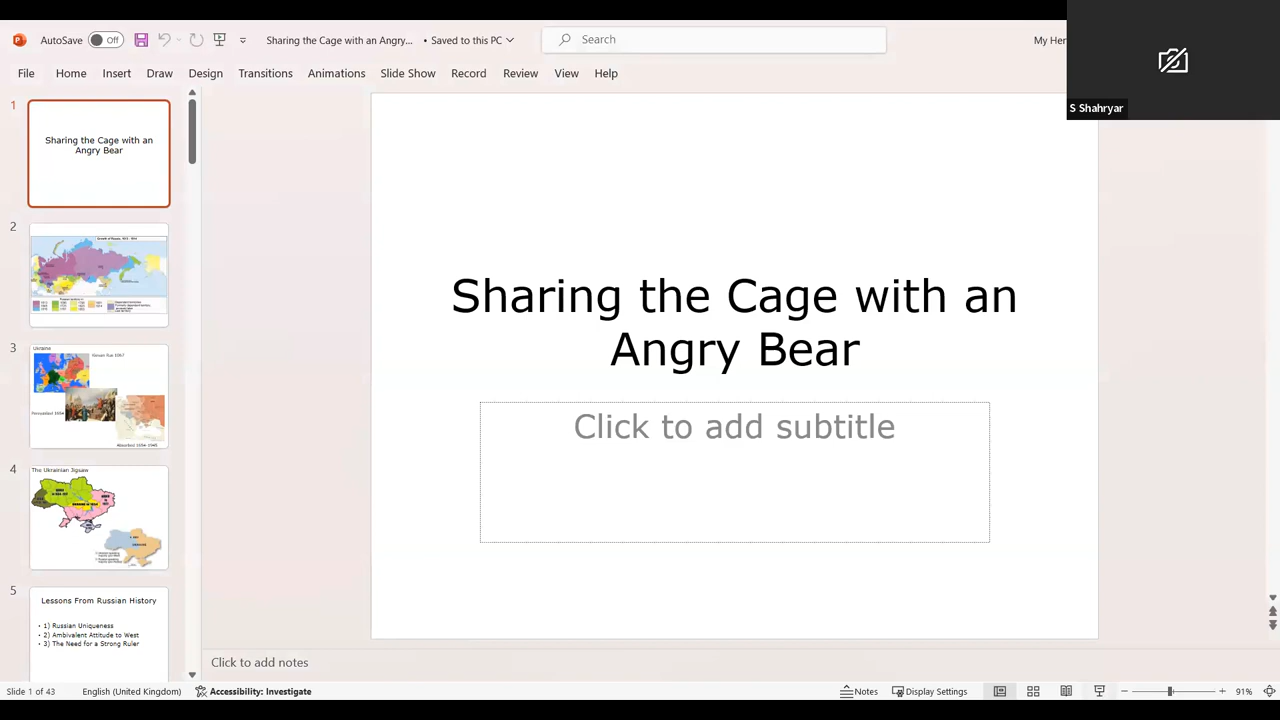 AutoSave Off Sharing the Cage with an Angry... • Saved to this PC Search My Her
S Shahryar
File Home Insert Draw Design Transitions Animations Slide Show Record Review View Help
1
Sharing the Cage with an
Angry Bear
2
3
Ukraine
4
The Ukrainian Jigsaw
5
Lessons From Russian History
• 1) Russian Uniqueness
• 2) Ambivalent Attitude to West
• 3) The Need for a Strong Ruler
Sharing the Cage with an
Angry Bear
Click to add subtitle
Click to add notes
Slide 1 of 43 English (United Kingdom) Accessibility: Investigate Notes Display Settings 91%